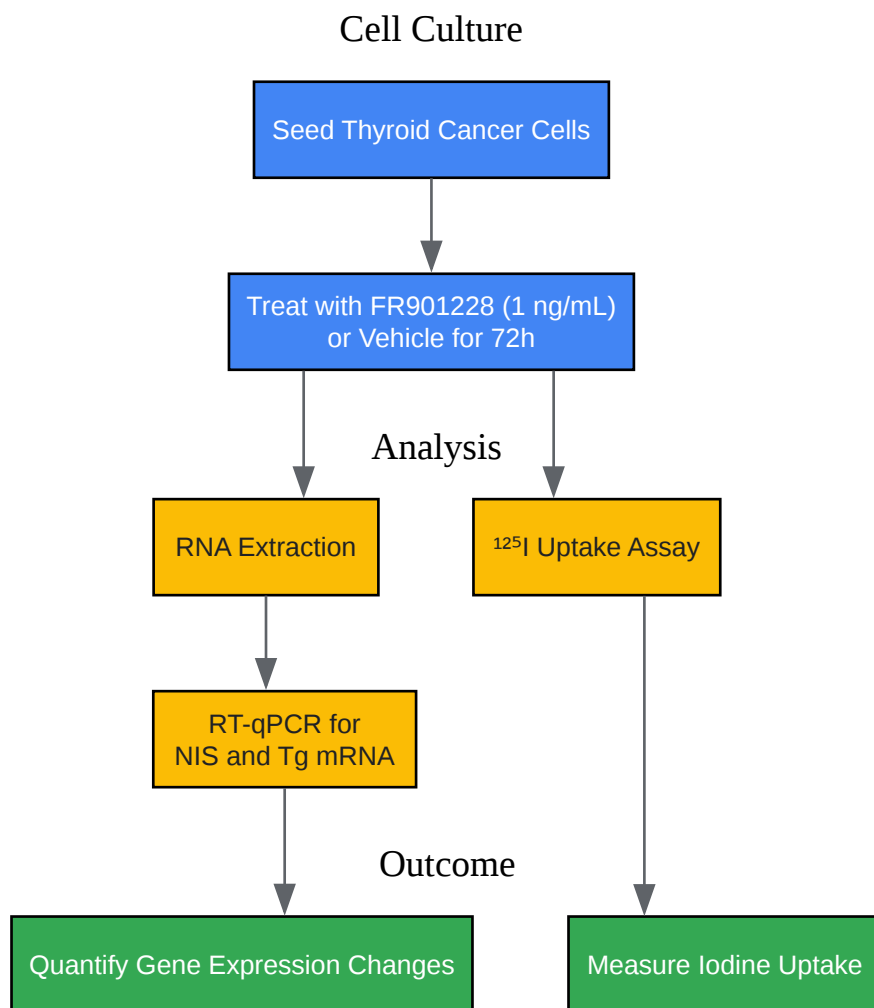 Cell Culture
Seed Thyroid Cancer Cells
Treat with FR901228 (1 ng/mL)
or Vehicle for 72h
Analysis
RNA Extraction
¹²⁵I Uptake Assay
RT-qPCR for
NIS and Tg mRNA
Outcome
Quantify Gene Expression Changes
Measure Iodine Uptake